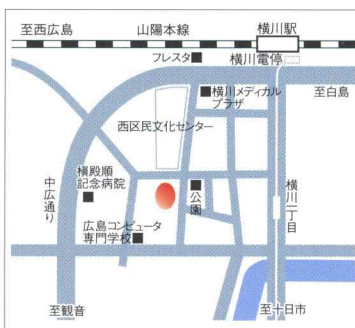 至西広島
山陽本線
横川駅
フレスタ
横川電停
横川メディカル
プラザ
至白島
西区民文化センター
槇殿順
記念病院
中広通り
公園
横川一丁目
広島コンピュータ
専門学校
至観音
至十日市